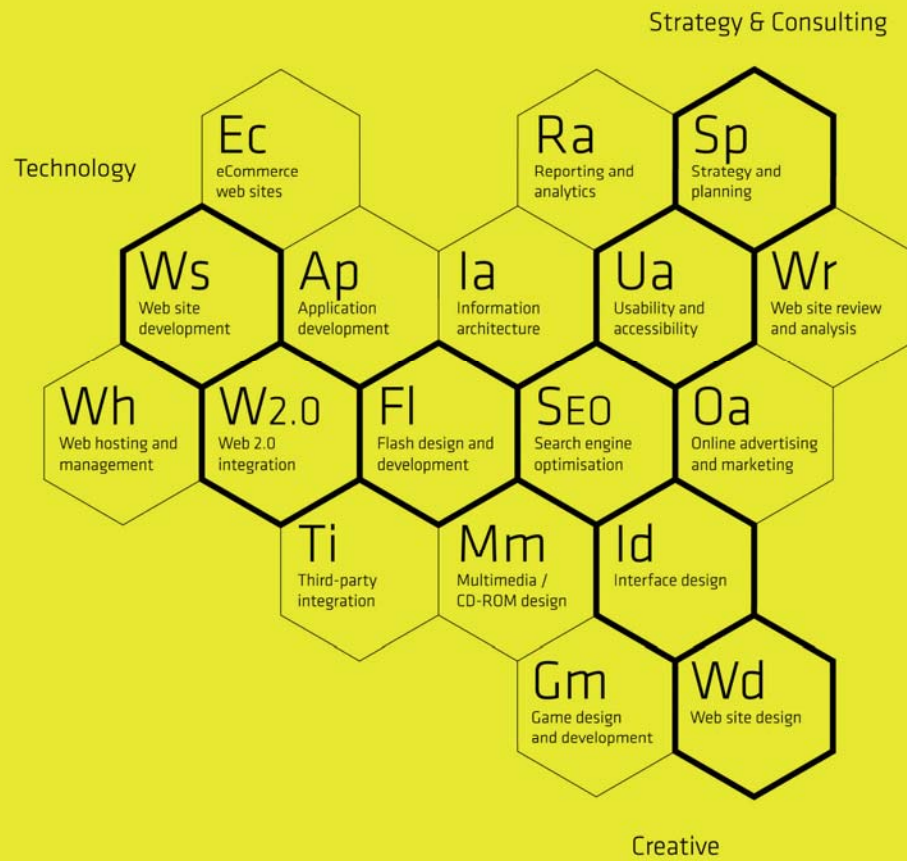 Strategy & Consulting
Technology
Ec
eCommerce
web sites
Ra
Reporting and
analytics
Sp
Strategy and
planning
Ws
Web site
development
Ap
Application
development
Ia
Information
architecture
Ua
Usability and
accessibility
Wr
Web site review
and analysis
Wh
Web hosting and
management
W2.0
Web 2.0
integration
Fl
Flash design and
development
SEO
Search engine
optimisation
Oa
Online advertising
and marketing
Ti
Third-party
integration
Mm
Multimedia /
CD-ROM design
Id
Interface design
Gm
Game design
and development
Wd
Web site design
Creative